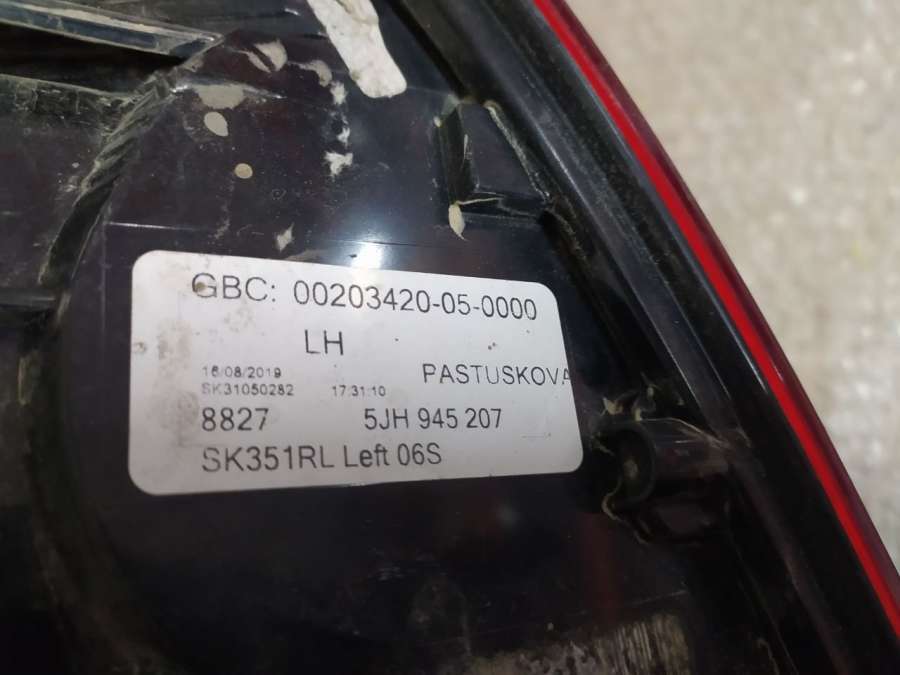 GBC: 00203420-05-0000
LH
16/08/2019 PASTUSKOVA
SK31050282 17:31:10
8827 5JH 945 207
SK351RL Left 06S